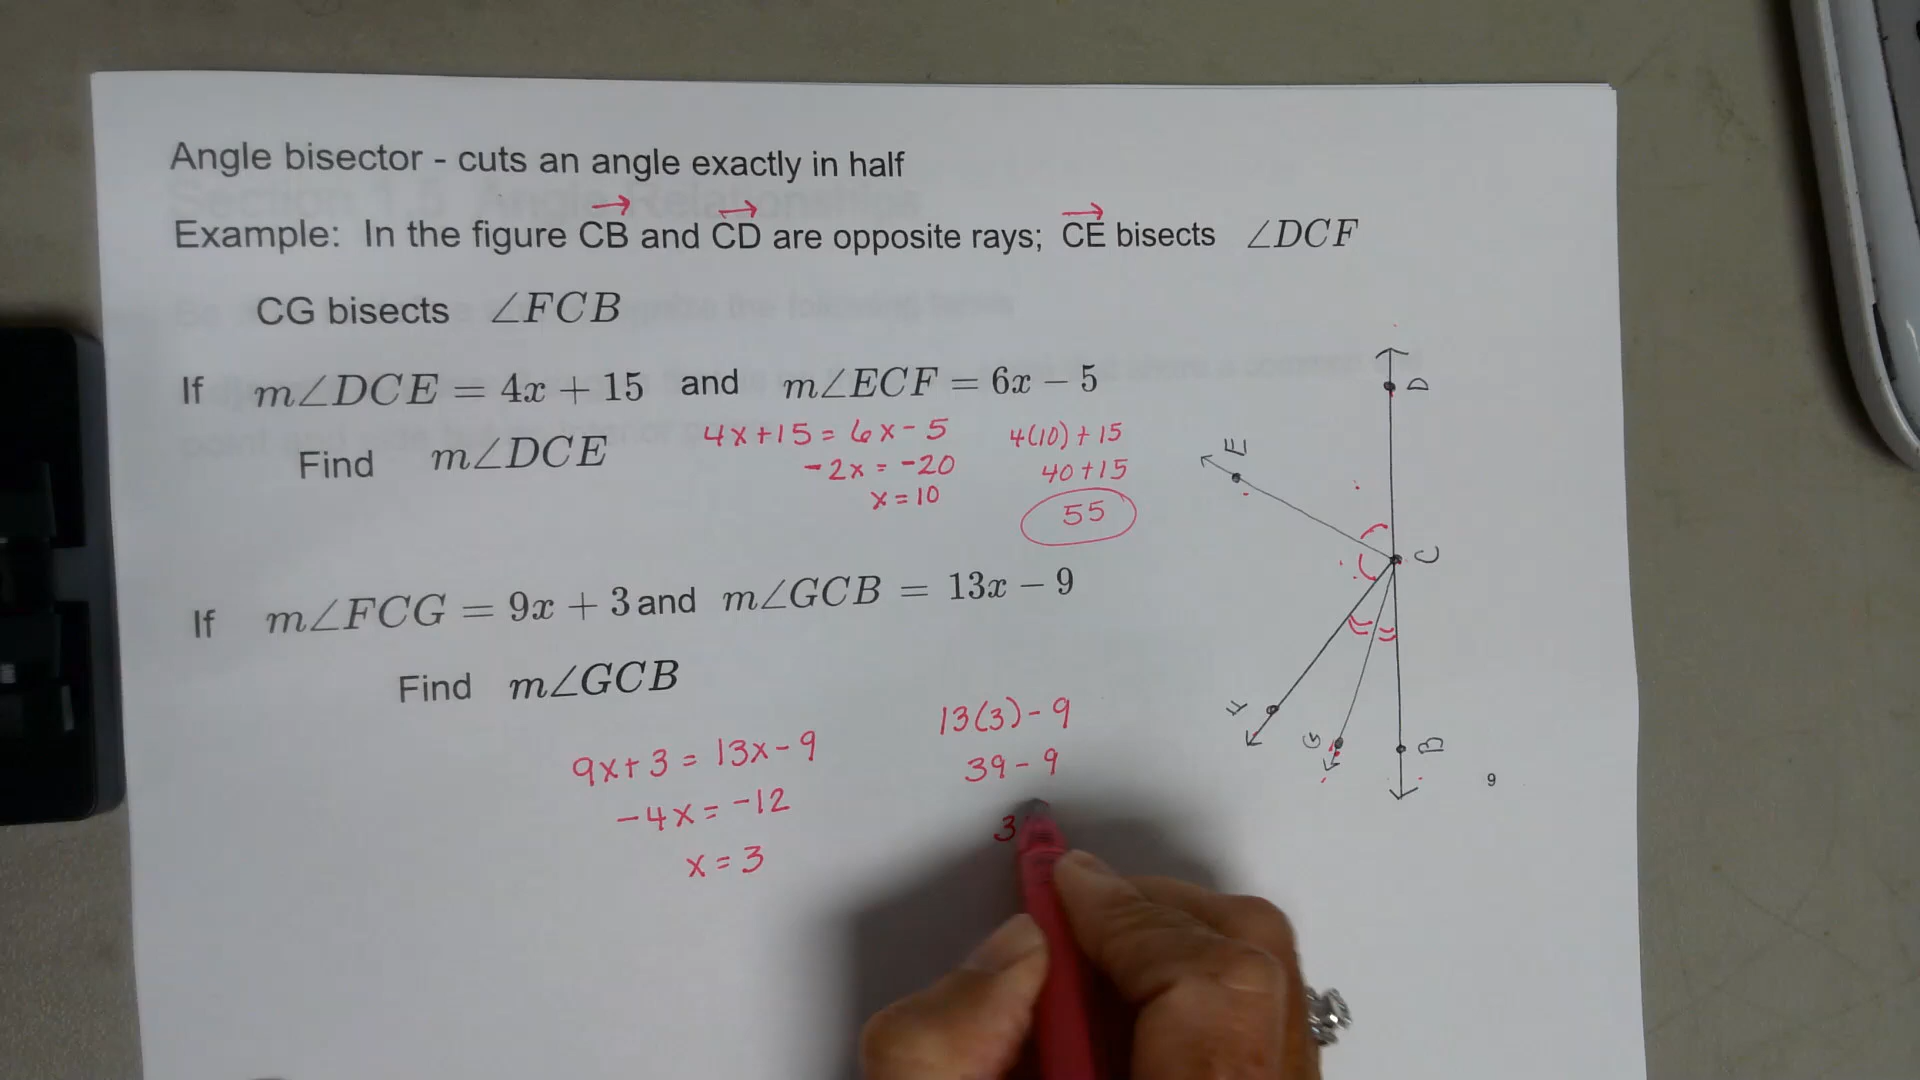 Angle bisector - cuts an angle exactly in half
Example: In the figure CB and CD are opposite rays; CE bisects ∠DCF
CG bisects ∠FCB
If m∠DCE = 4x + 15 and m∠ECF = 6x − 5
Find m∠DCE
4x+15 = 6x-5
-2x = -20
x = 10
4(10) + 15
40+15
55
If m∠FCG = 9x + 3 and m∠GCB = 13x − 9
Find m∠GCB
9x+3 = 13x-9
-4x = -12
x = 3
13(3) - 9
39 - 9
D
E
C
F
G
B
9